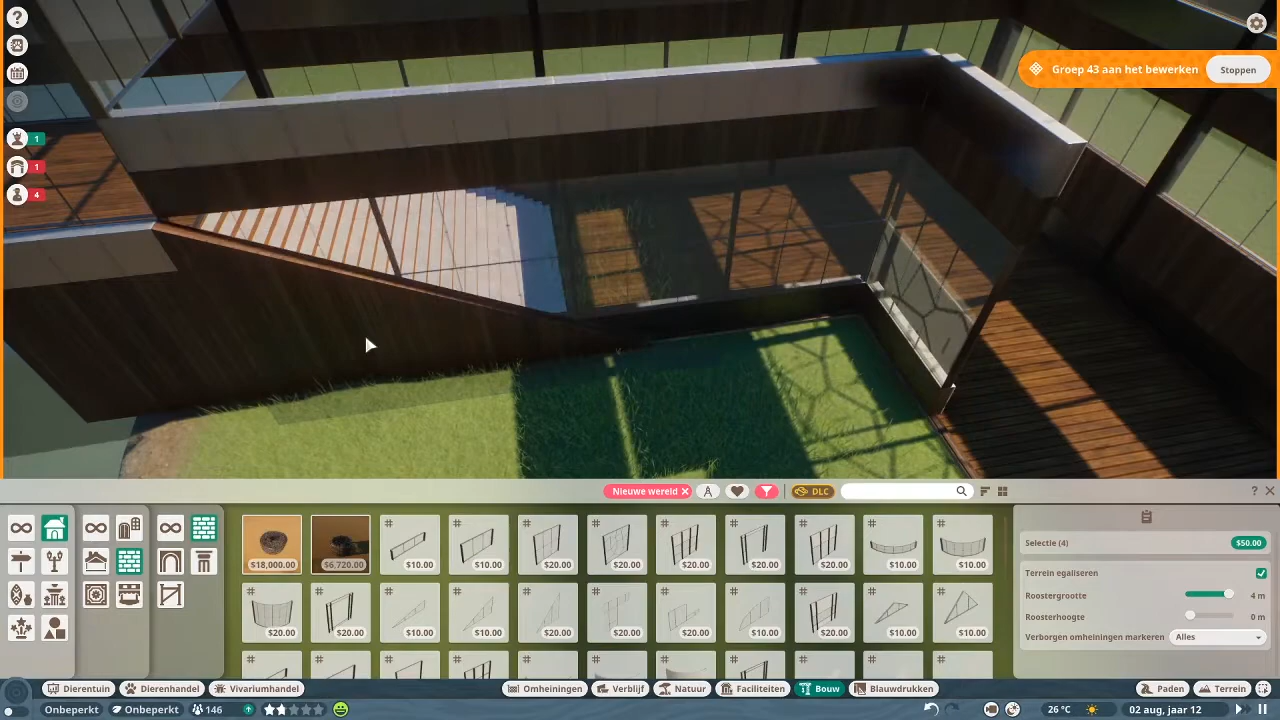 ?
Groep 43 aan het bewerken
Stoppen
1
1
4
Nieuwe wereld ×
DLC
? ×
$18,000.00
$6,720.00
$10.00
$10.00
$20.00
$20.00
$20.00
$20.00
$20.00
$10.00
$10.00
$20.00
$20.00
$10.00
$10.00
$20.00
$20.00
$20.00
$10.00
$20.00
$10.00
$10.00
Selectie (4)
$50.00
Terrein egaliseren
Roostergrootte
4 m
Roosterhoogte
0 m
Verborgen omheiningen markeren
Alles
Dierentuin
Dierenhandel
Vivariumhandel
Omheiningen
Verblijf
Natuur
Faciliteiten
Bouw
Blauwdrukken
Paden
Terrein
Onbeperkt
Onbeperkt
146
26 °C
02 aug, jaar 12